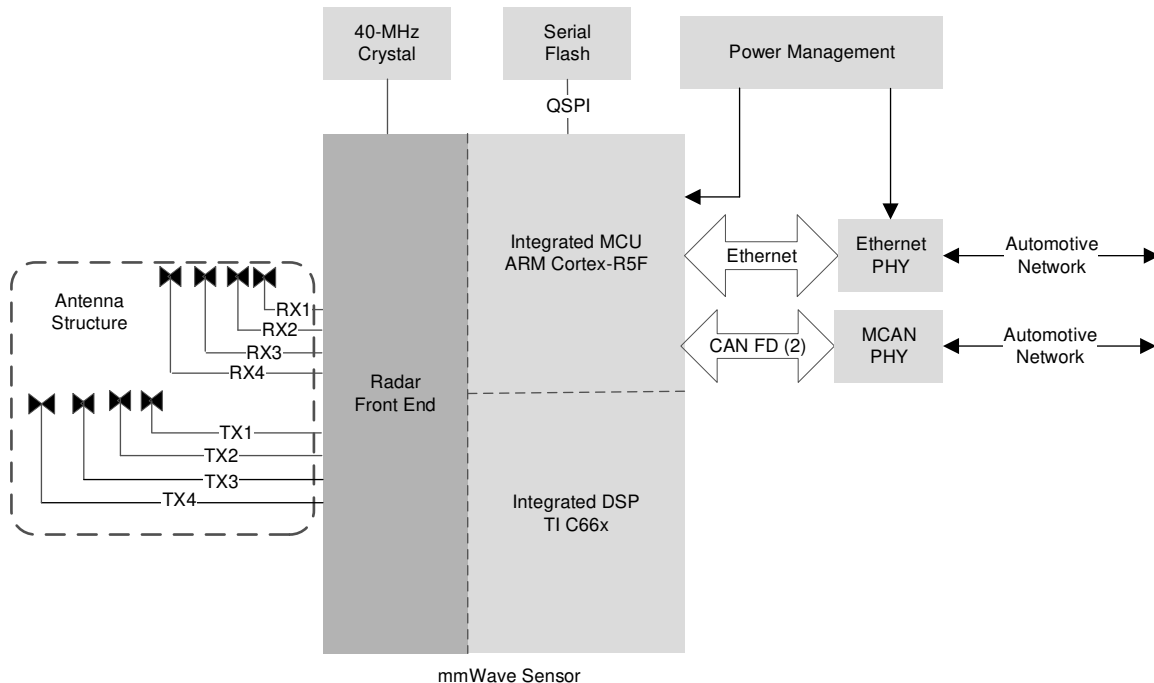 40-MHz
Crystal
Serial
Flash
Power Management
QSPI
Integrated MCU
ARM Cortex-R5F
Ethernet
Ethernet
PHY
Automotive
Network
Antenna
Structure
RX1
RX2
RX3
RX4
CAN FD (2)
MCAN
PHY
Automotive
Network
Radar
Front End
TX1
TX2
TX3
TX4
Integrated DSP
TI C66x
mmWave Sensor